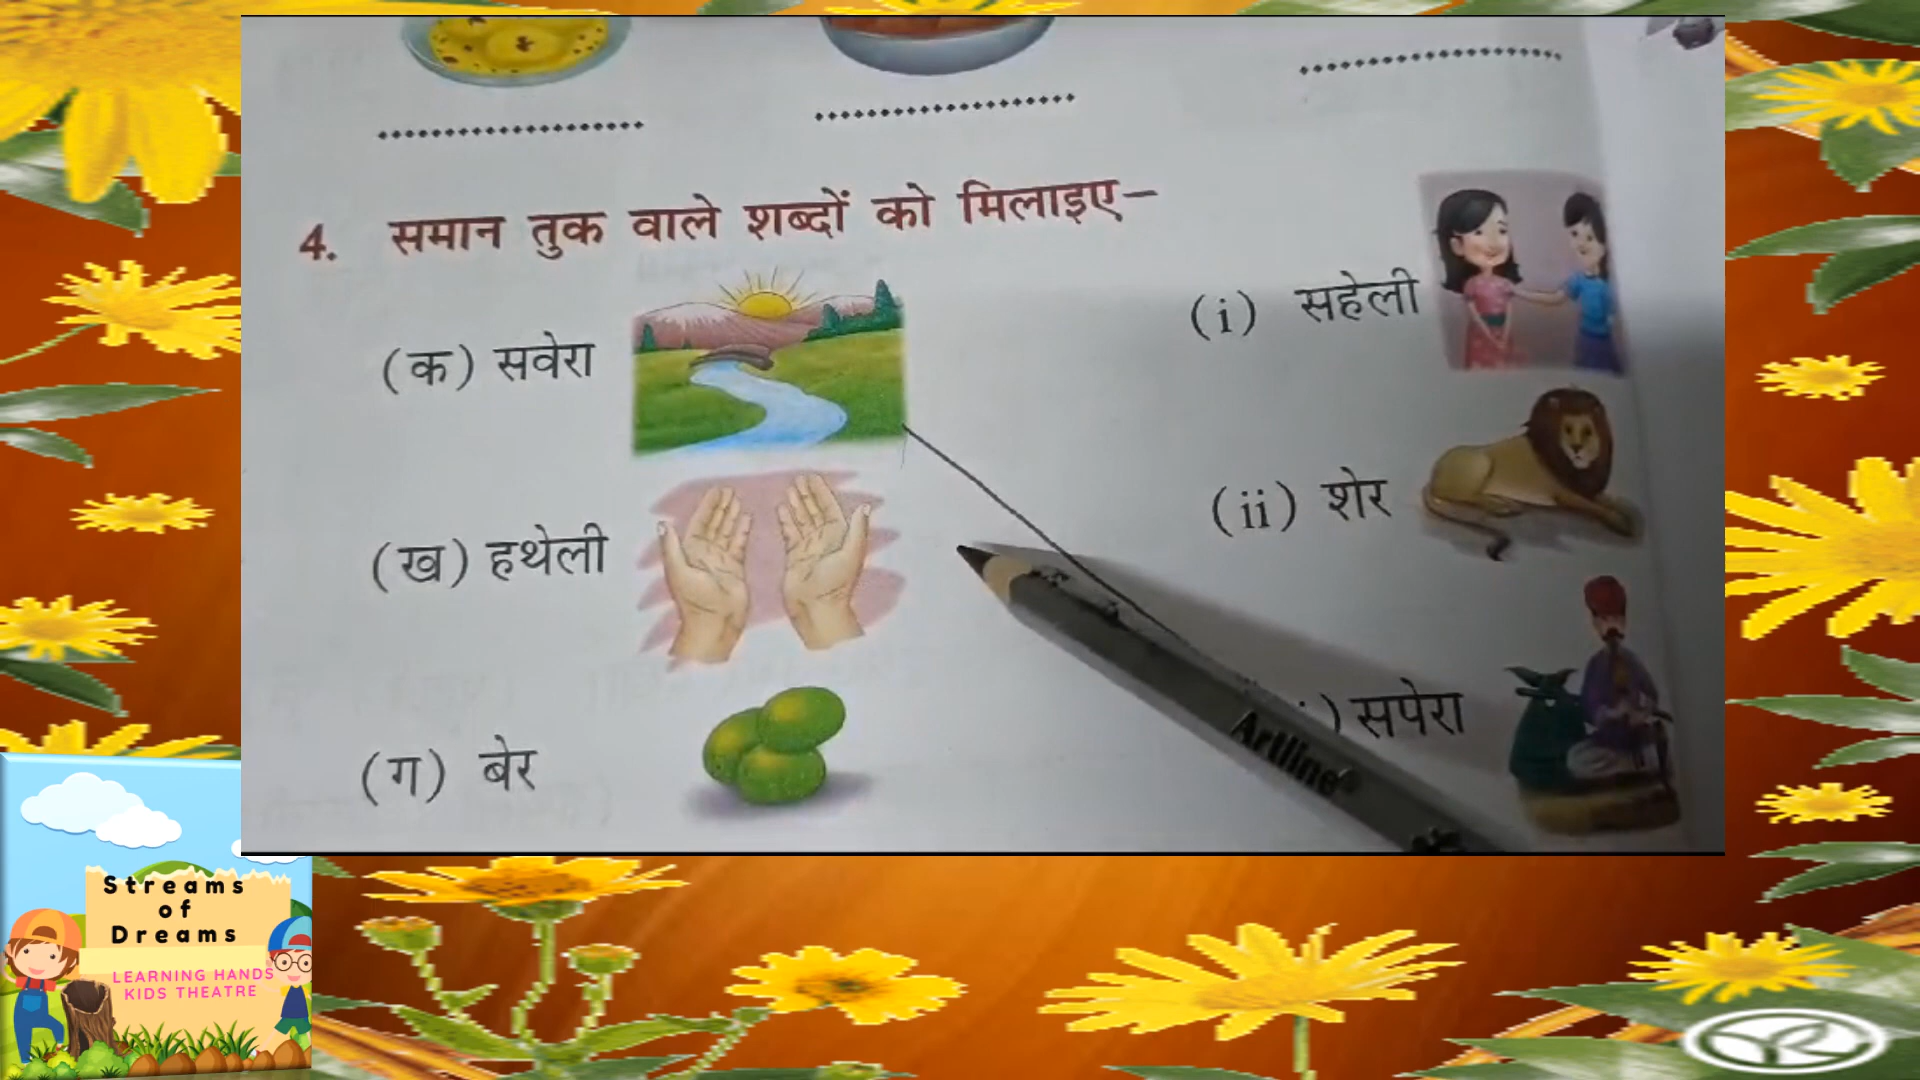 4. समान तुक वाले शब्दों को मिलाइए–
(क) सवेरा
(i) सहेली
(ख) हथेली
(ii) शेर
(ग) बेर
) सपेरा
Artline
Streams
of
Dreams
LEARNING HANDS
KIDS THEATRE